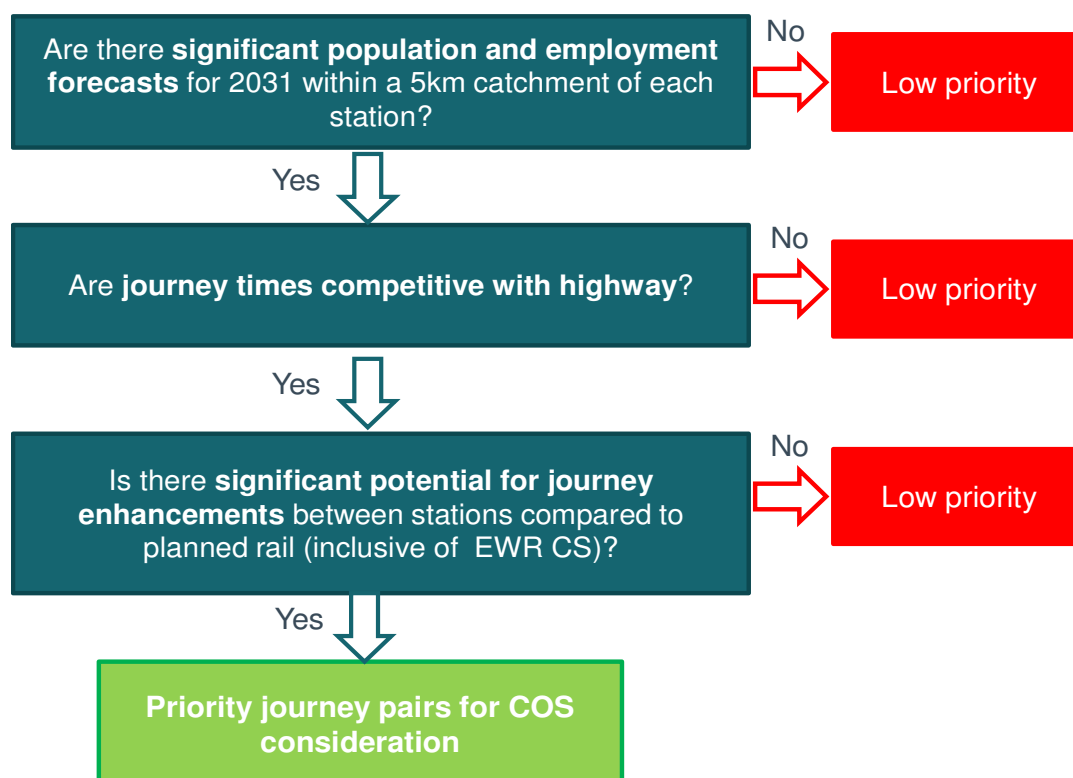 Are there significant population and employment
forecasts for 2031 within a 5km catchment of each
station?
No
Low priority
Yes
Are journey times competitive with highway?
No
Low priority
Yes
Is there significant potential for journey
enhancements between stations compared to
planned rail (inclusive of EWR CS)?
No
Low priority
Yes
Priority journey pairs for COS
consideration